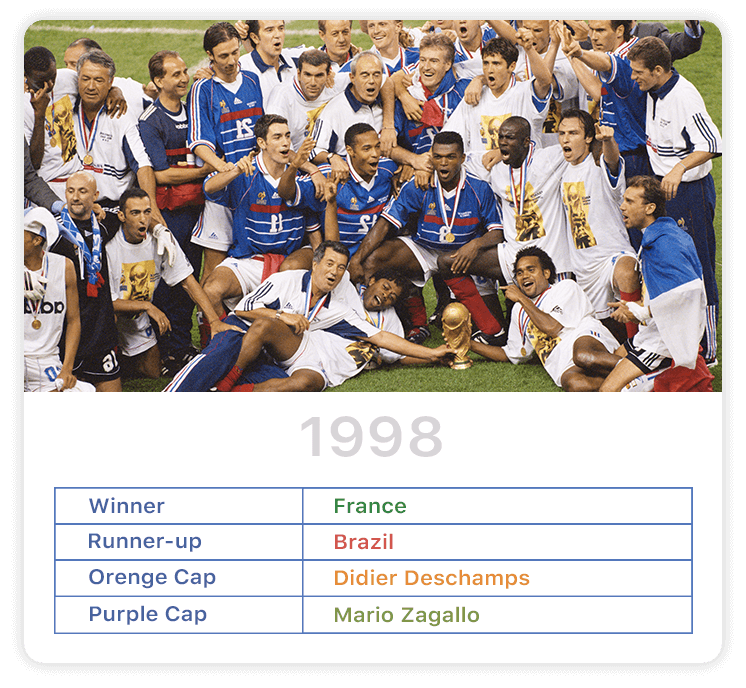 1998
Winner France
Runner-up Brazil
Orenge Cap Didier Deschamps
Purple Cap Mario Zagallo